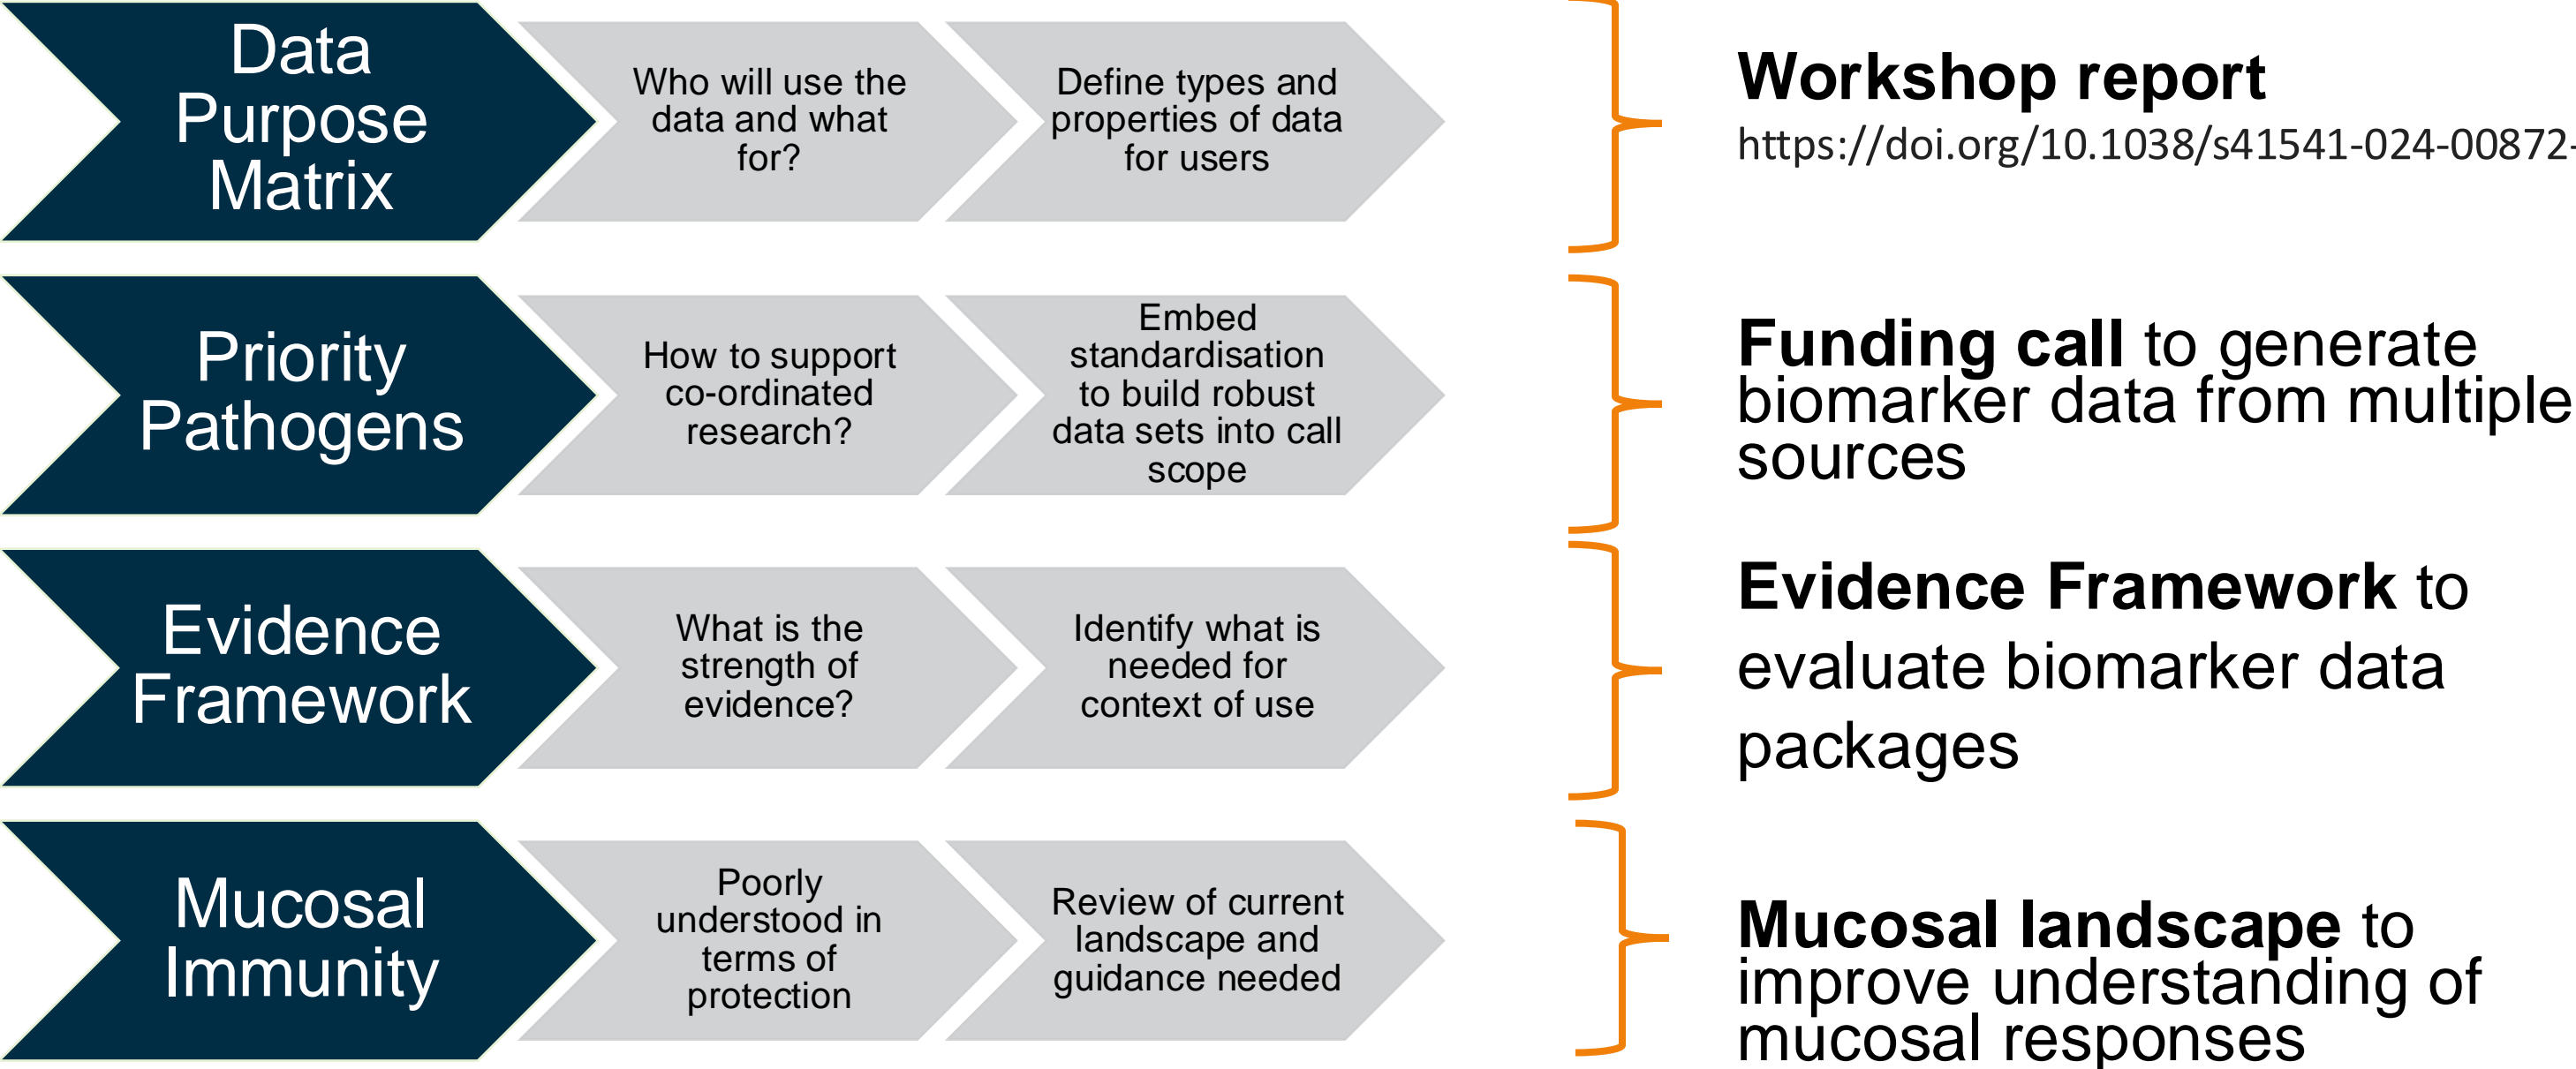 Data
Purpose
Matrix
Who will use the
data and what
for?
Define types and
properties of data
for users
Workshop report
https://doi.org/10.1038/s41541-024-00872-
Priority
Pathogens
How to support
co-ordinated
research?
Embed
standardisation
to build robust
data sets into call
scope
Funding call to generate
biomarker data from multiple
sources
Evidence
Framework
What is the
strength of
evidence?
Identify what is
needed for
context of use
Evidence Framework to
evaluate biomarker data
packages
Mucosal
Immunity
Poorly
understood in
terms of
protection
Review of current
landscape and
guidance needed
Mucosal landscape to
improve understanding of
mucosal responses